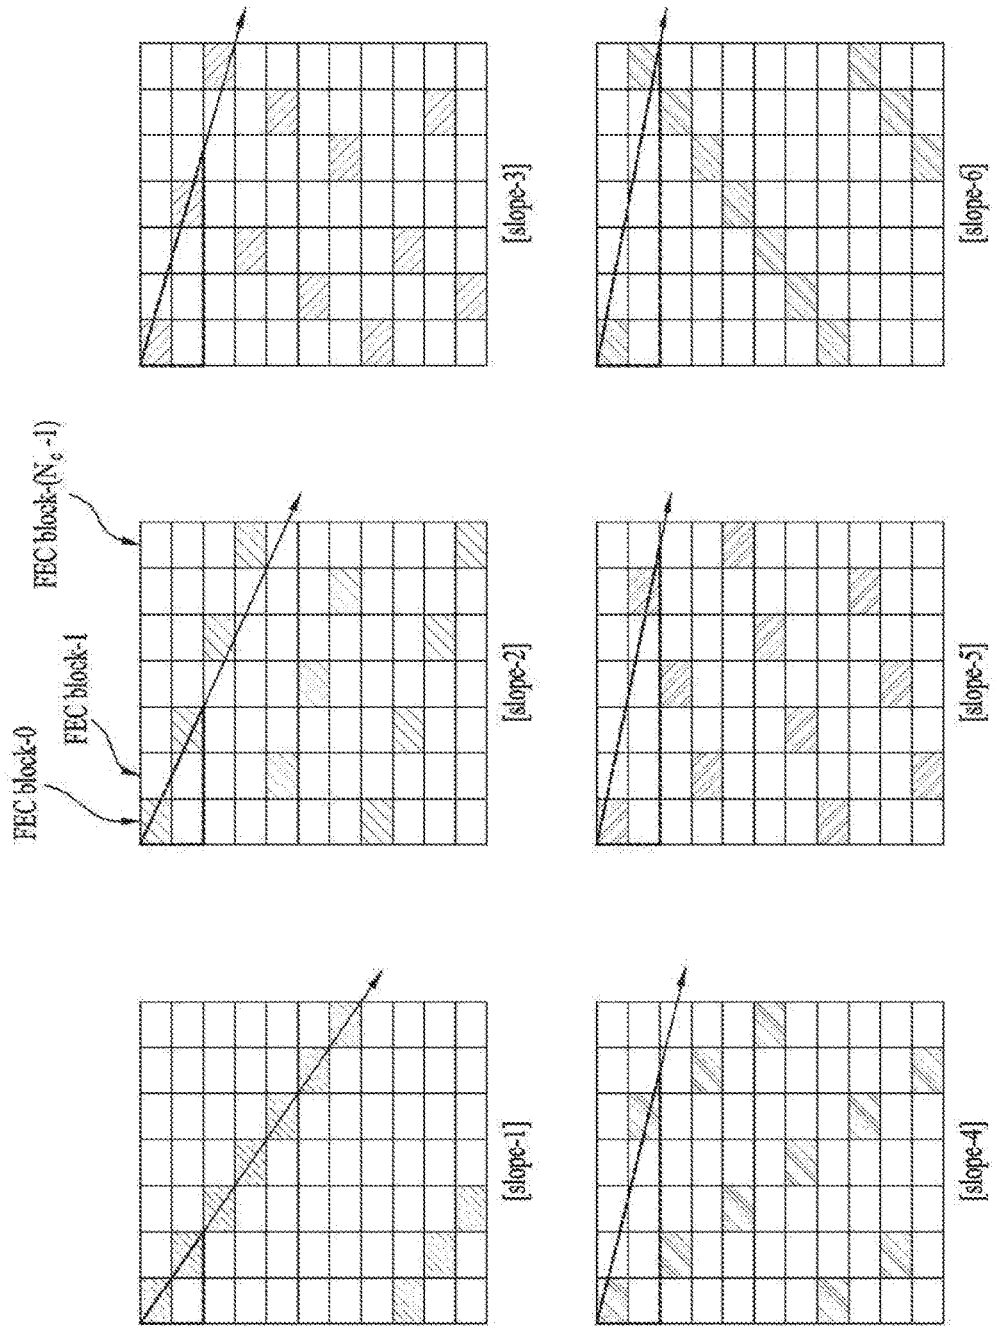 FEC block-0
FEC block-1
FEC block-(Nc-1)
[slope-1]
[slope-2]
[slope-3]
[slope-4]
[slope-5]
[slope-6]